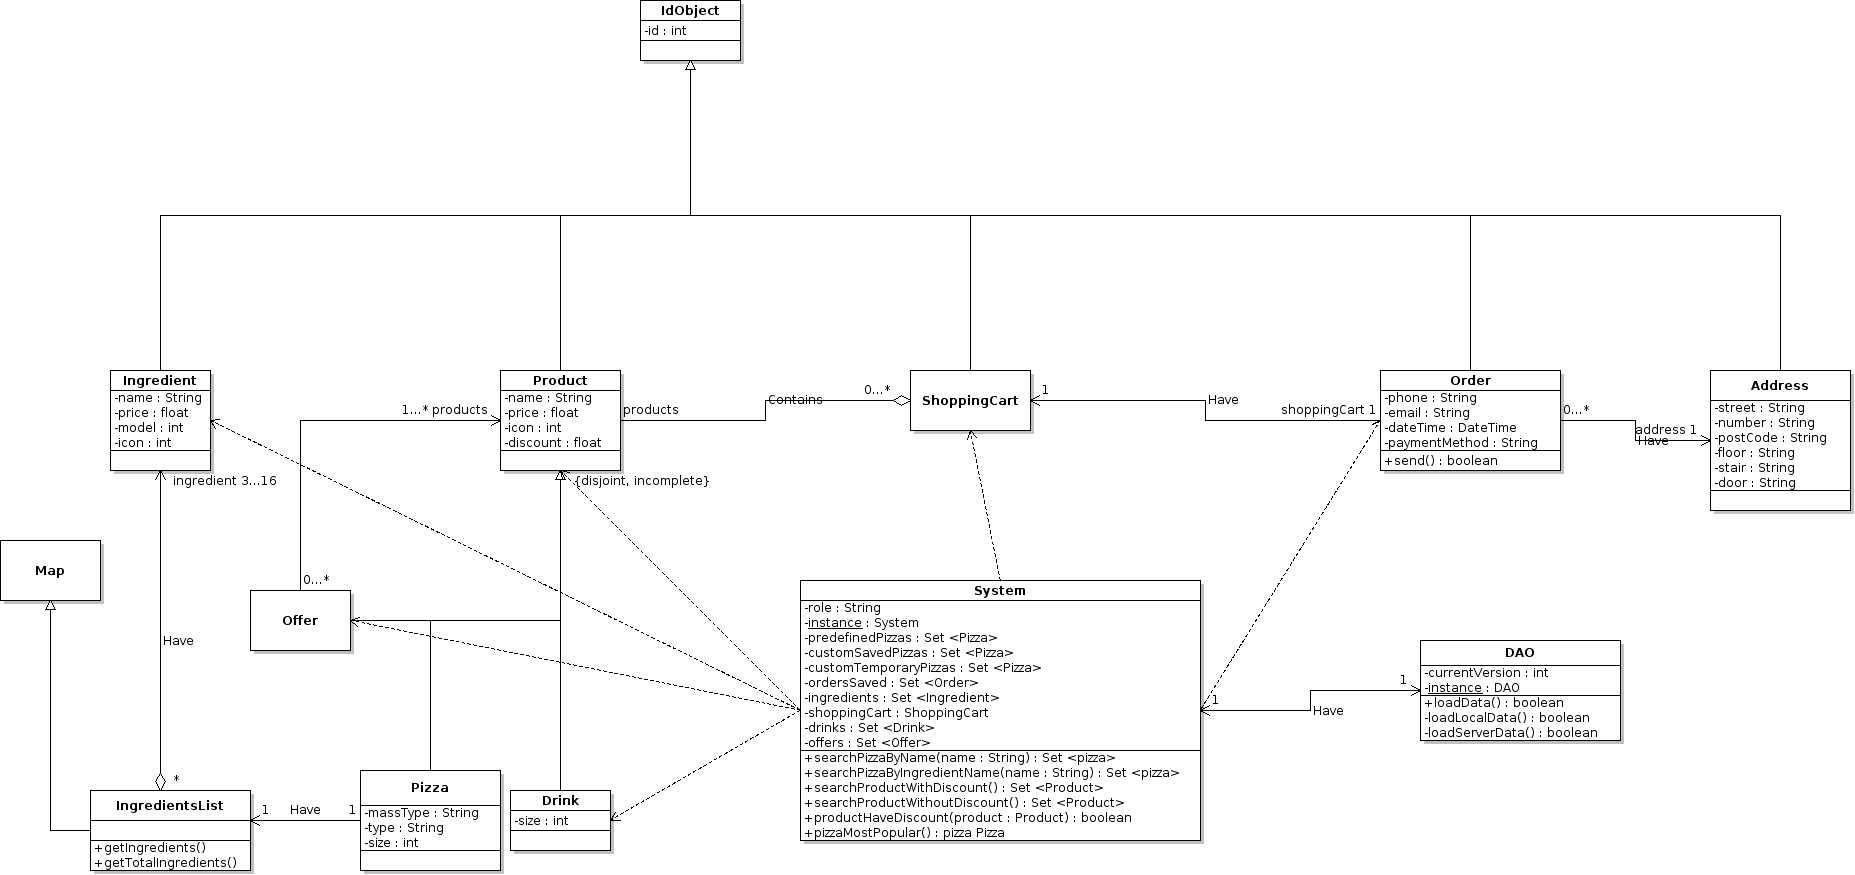 IdObject
-id : int
Ingredient
-name : String
-price : float
-model : int
-icon : int
Product
-name : String
-price : float
-icon : int
-discount : float
ShoppingCart
Order
-phone : String
-email : String
-dateTime : DateTime
-paymentMethod : String
+send() : boolean
Address
-street : String
-number : String
-postCode : String
-floor : String
-stair : String
-door : String
1...* products
products
Contains
0...*
1
Have
shoppingCart 1
0...*
address 1
Have
ingredient 3...16
{disjoint, incomplete}
Map
Have
0...*
Offer
System
-role : String
-instance : System
-predefinedPizzas : Set <Pizza>
-customSavedPizzas : Set <Pizza>
-customTemporaryPizzas : Set <Pizza>
-ordersSaved : Set <Order>
-ingredients : Set <Ingredient>
-shoppingCart : ShoppingCart
-drinks : Set <Drink>
-offers : Set <Offer>
+searchPizzaByName(name : String) : Set <pizza>
+searchPizzaByIngredientName(name : String) : Set <pizza>
+searchProductWithDiscount() : Set <Product>
+searchProductWithoutDiscount() : Set <Product>
+productHaveDiscount(product : Product) : boolean
+pizzaMostPopular() : pizza Pizza
1
Have
1
DAO
-currentVersion : int
-instance : DAO
+loadData() : boolean
-loadLocalData() : boolean
-loadServerData() : boolean
*
IngredientsList
+getIngredients()
+getTotalIngredients()
1
Have
1
Pizza
-massType : String
-type : String
-size : int
Drink
-size : int